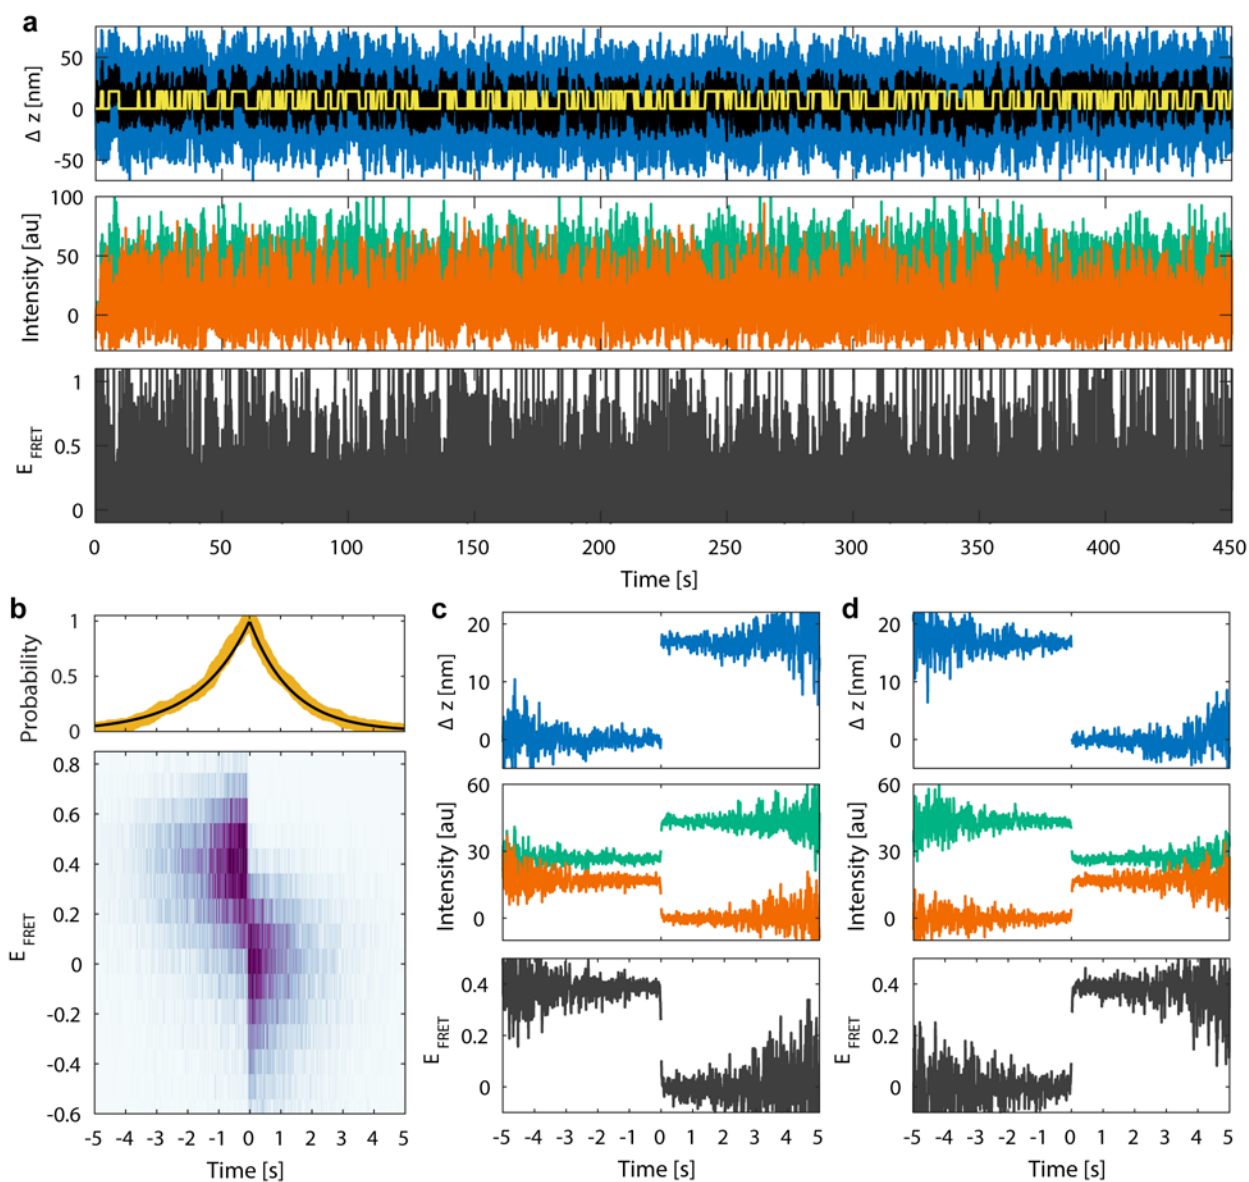 a
Δ z [nm]
50
0
-50
Intensity [au]
100
50
0
E FRET
1
0.5
0
0 50 100 150 200 250 300 350 400 450
Time [s]
b
Probability
1
0.5
0
E FRET
0.8
0.6
0.4
0.2
0
-0.2
-0.4
-0.6
-5 -4 -3 -2 -1 0 1 2 3 4 5
Time [s]
c
Δ z [nm]
20
10
0
Intensity [au]
60
30
0
E FRET
0.4
0.2
0
-5 -4 -3 -2 -1 0 1 2 3 4 5
Time [s]
d
Δ z [nm]
20
10
0
Intensity [au]
60
30
0
E FRET
0.4
0.2
0
-5 -4 -3 -2 -1 0 1 2 3 4 5
Time [s]